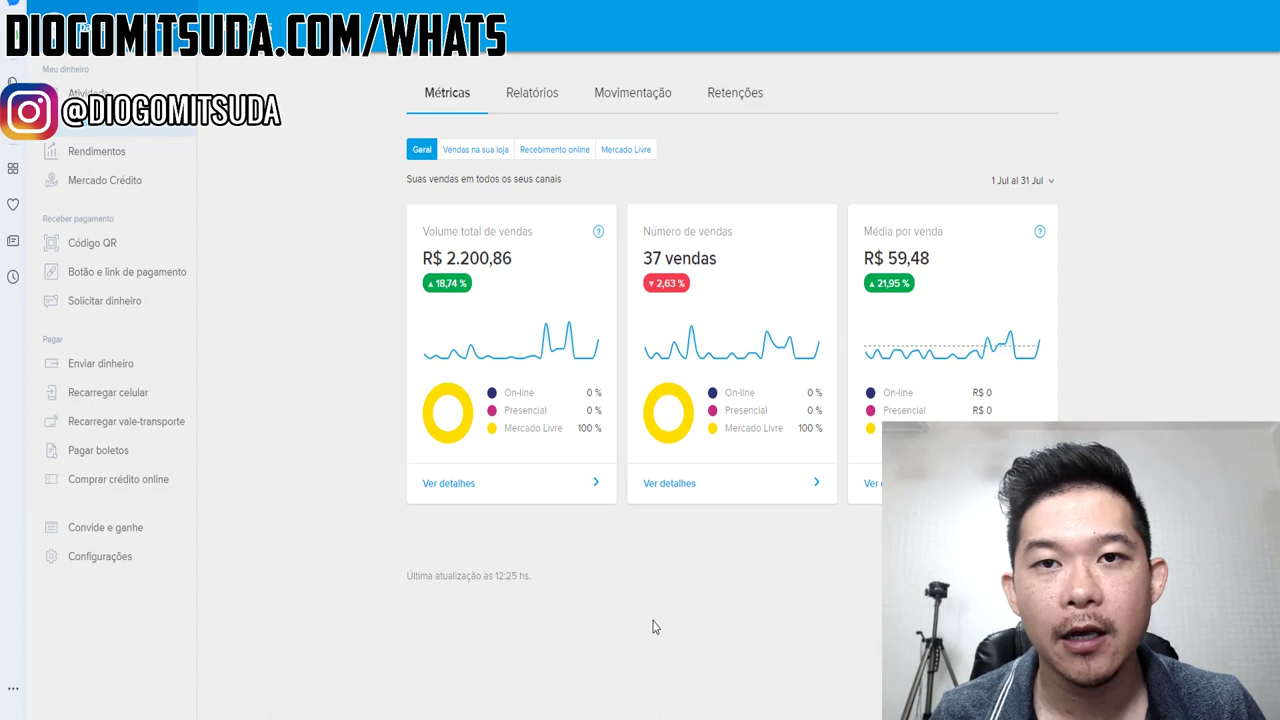 DIOGOMITSUDA.COM/WHATS
@DIOGOMITSUDA
Meu dinheiro
Atividade
Rendimentos
Mercado Crédito
Receber pagamento
Código QR
Botão e link de pagamento
Solicitar dinheiro
Pagar
Enviar dinheiro
Recarregar celular
Recarregar vale-transporte
Pagar boletos
Comprar crédito online
Convide e ganhe
Configurações
Métricas Relatórios Movimentação Retenções
Geral Vendas na sua loja Recebimento online Mercado Livre
Suas vendas em todos os seus canais 1 Jul al 31 Jul
Volume total de vendas ?
R$ 2.200,86
▲ 18,74 %
On-line 0 %
Presencial 0 %
Mercado Livre 100 %
Ver detalhes
Número de vendas
37 vendas
▼ 2,63 %
On-line 0 %
Presencial 0 %
Mercado Livre 100 %
Ver detalhes
Média por venda ?
R$ 59,48
▲ 21,95 %
On-line R$ 0
Presencial R$ 0
Ver
Última atualização às 12:25 hs.